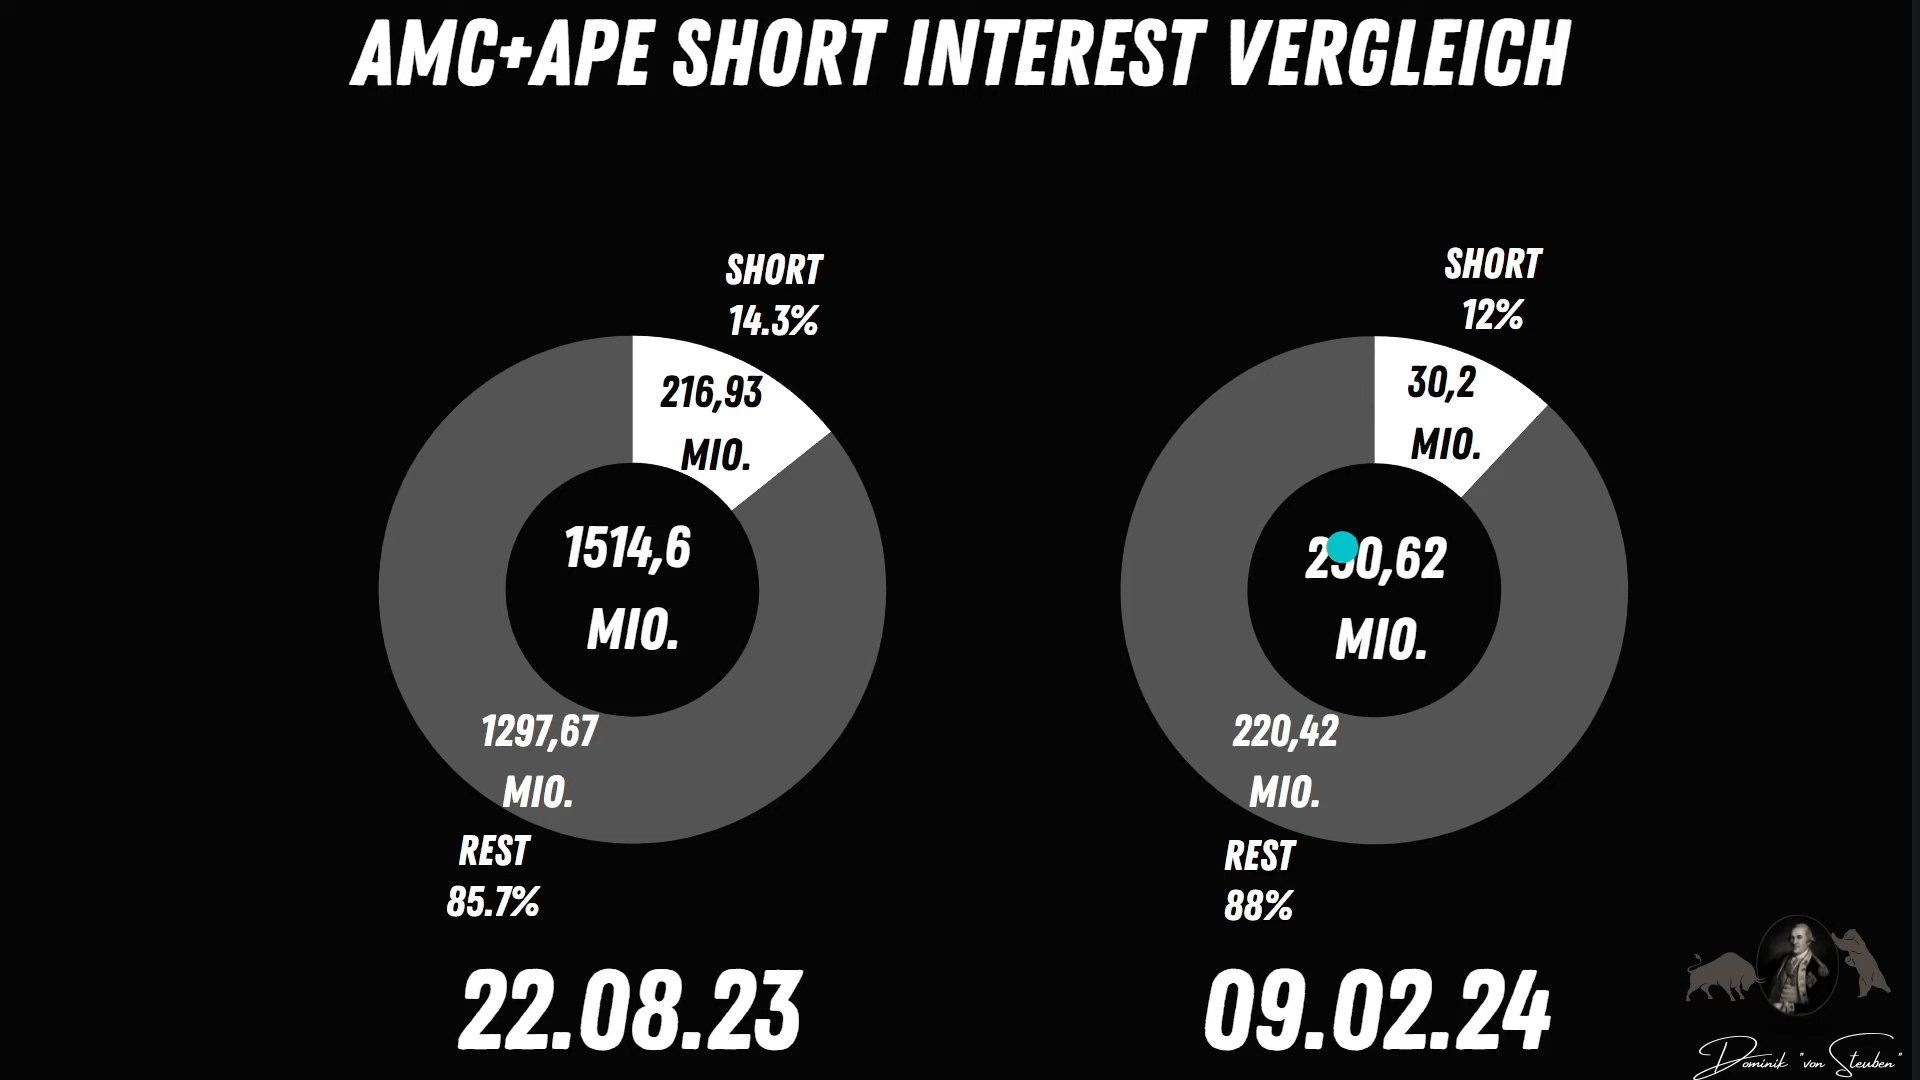 AMC+APE SHORT INTEREST VERGLEICH
SHORT
14.3%
216,93
MIO.
1514,6
MIO.
1297,67
MIO.
REST
85.7%
22.08.23
SHORT
12%
30,2
MIO.
250,62
MIO.
220,42
MIO.
REST
88%
09.02.24
Dominik "von Steuben"